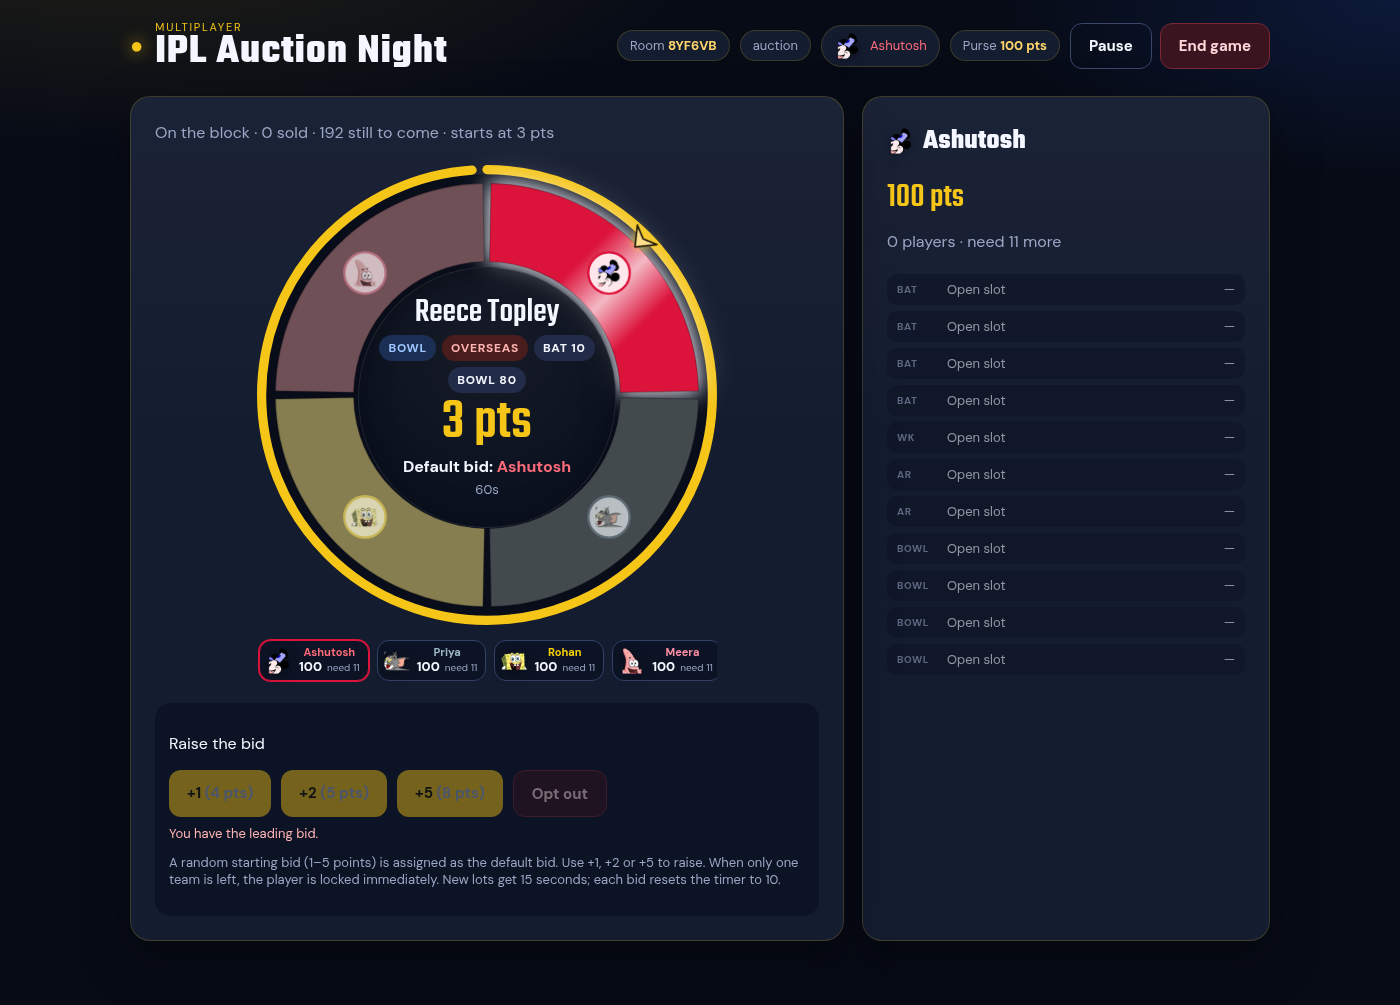 MULTIPLAYER
IPL Auction Night
Room 8YF6VB
auction
Ashutosh
Purse 100 pts
Pause
End game
On the block · 0 sold · 192 still to come · starts at 3 pts
Reece Topley
BOWL OVERSEAS BAT 10
BOWL 80
3 pts
Default bid: Ashutosh
60s
Ashutosh
100 need 11
Priya
100 need 11
Rohan
100 need 11
Meera
100 need 11
Raise the bid
+1 (4 pts)
+2 (5 pts)
+5 (8 pts)
Opt out
You have the leading bid.
A random starting bid (1–5 points) is assigned as the default bid. Use +1, +2 or +5 to raise. When only one
team is left, the player is locked immediately. New lots get 15 seconds; each bid resets the timer to 10.
Ashutosh
100 pts
0 players · need 11 more
BAT Open slot —
BAT Open slot —
BAT Open slot —
BAT Open slot —
WK Open slot —
AR Open slot —
AR Open slot —
BOWL Open slot —
BOWL Open slot —
BOWL Open slot —
BOWL Open slot —